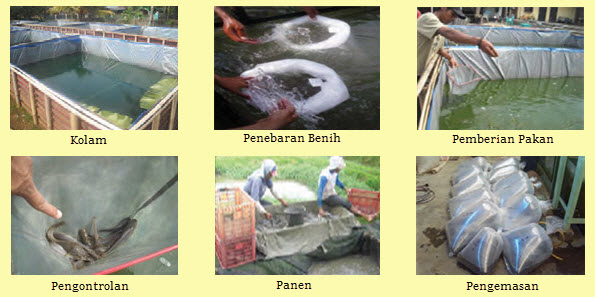 Kolam
Penebaran Benih
Pemberian Pakan
Pengontrolan
Panen
Pengemasan